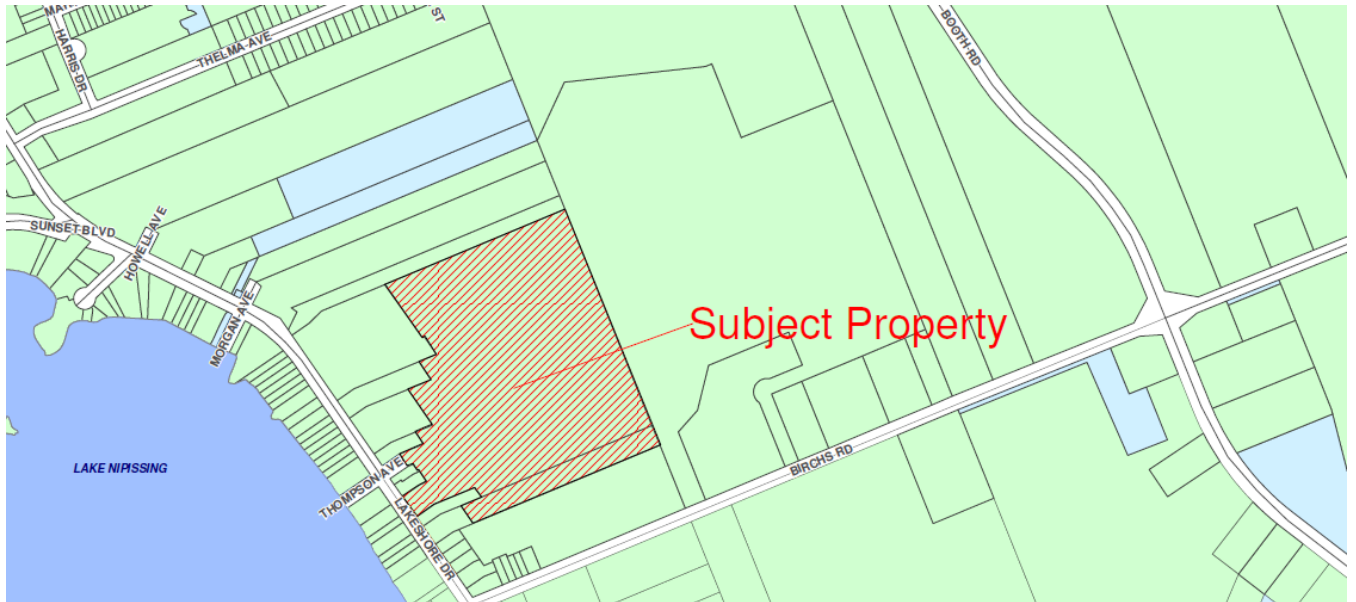 HARRIS DR
THELMA AVE
ST
BOOTH RD
SUNSET BLVD
HOWELL AVE
MORGAN AVE
Subject Property
LAKE NIPISSING
THOMPSON AVE
LAKESHORE DR
BIRCHS RD